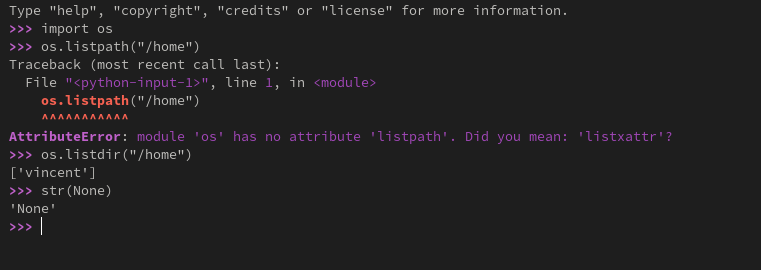 Type "help", "copyright", "credits" or "license" for more information.
>>> import os
>>> os.listpath("/home")
Traceback (most recent call last):
  File "<python-input-1>", line 1, in <module>
    os.listpath("/home")
    ^^^^^^^^^^^
AttributeError: module 'os' has no attribute 'listpath'. Did you mean: 'listxattr'?
>>> os.listdir("/home")
['vincent']
>>> str(None)
'None'
>>>